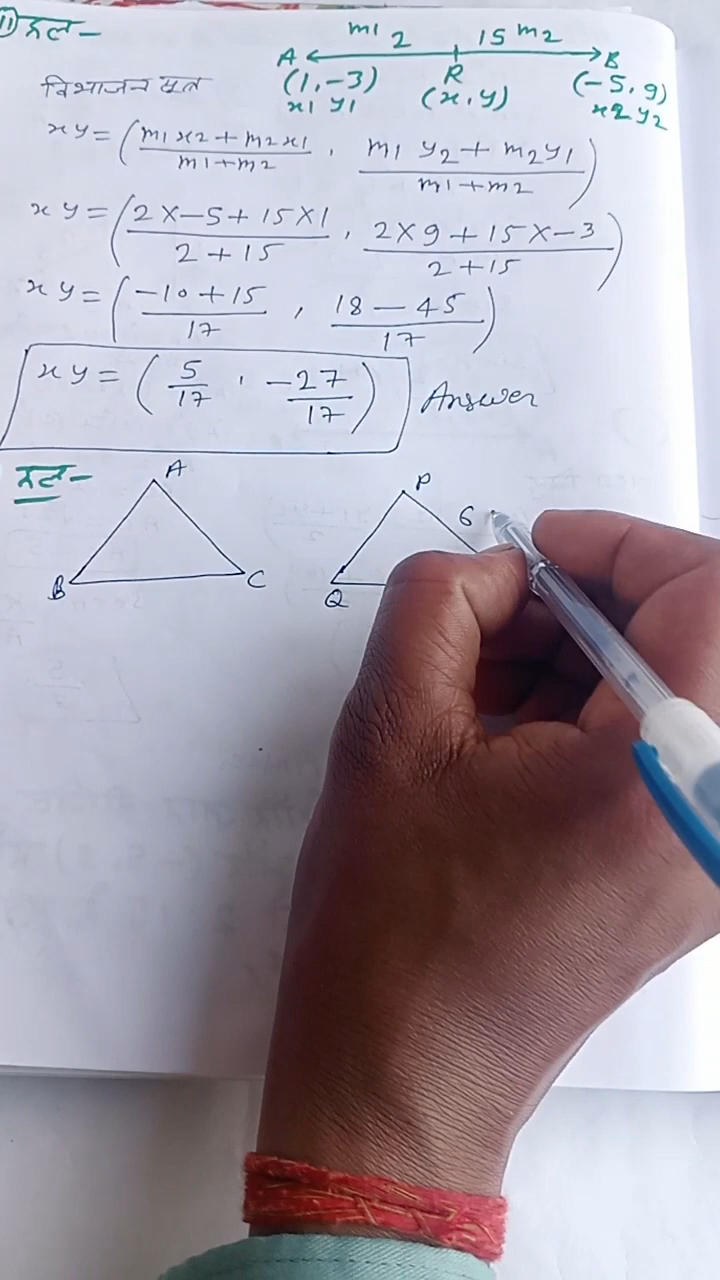 11) हल-
m1 2 15 m2
A R B
(1,-3) (x,y) (-5,9)
x1 y1 x2 y2
विभाजन सूत्र
xy = (m1x2+m2x1/m1+m2 , m1 y2+m2y1/m1+m2)
xy = (2×-5+15×1/2+15 , 2×9+15×-3/2+15)
xy = (-10+15/17 , 18-45/17)
xy = (5/17 , -27/17) Answer
हल-
A P
6
B C Q